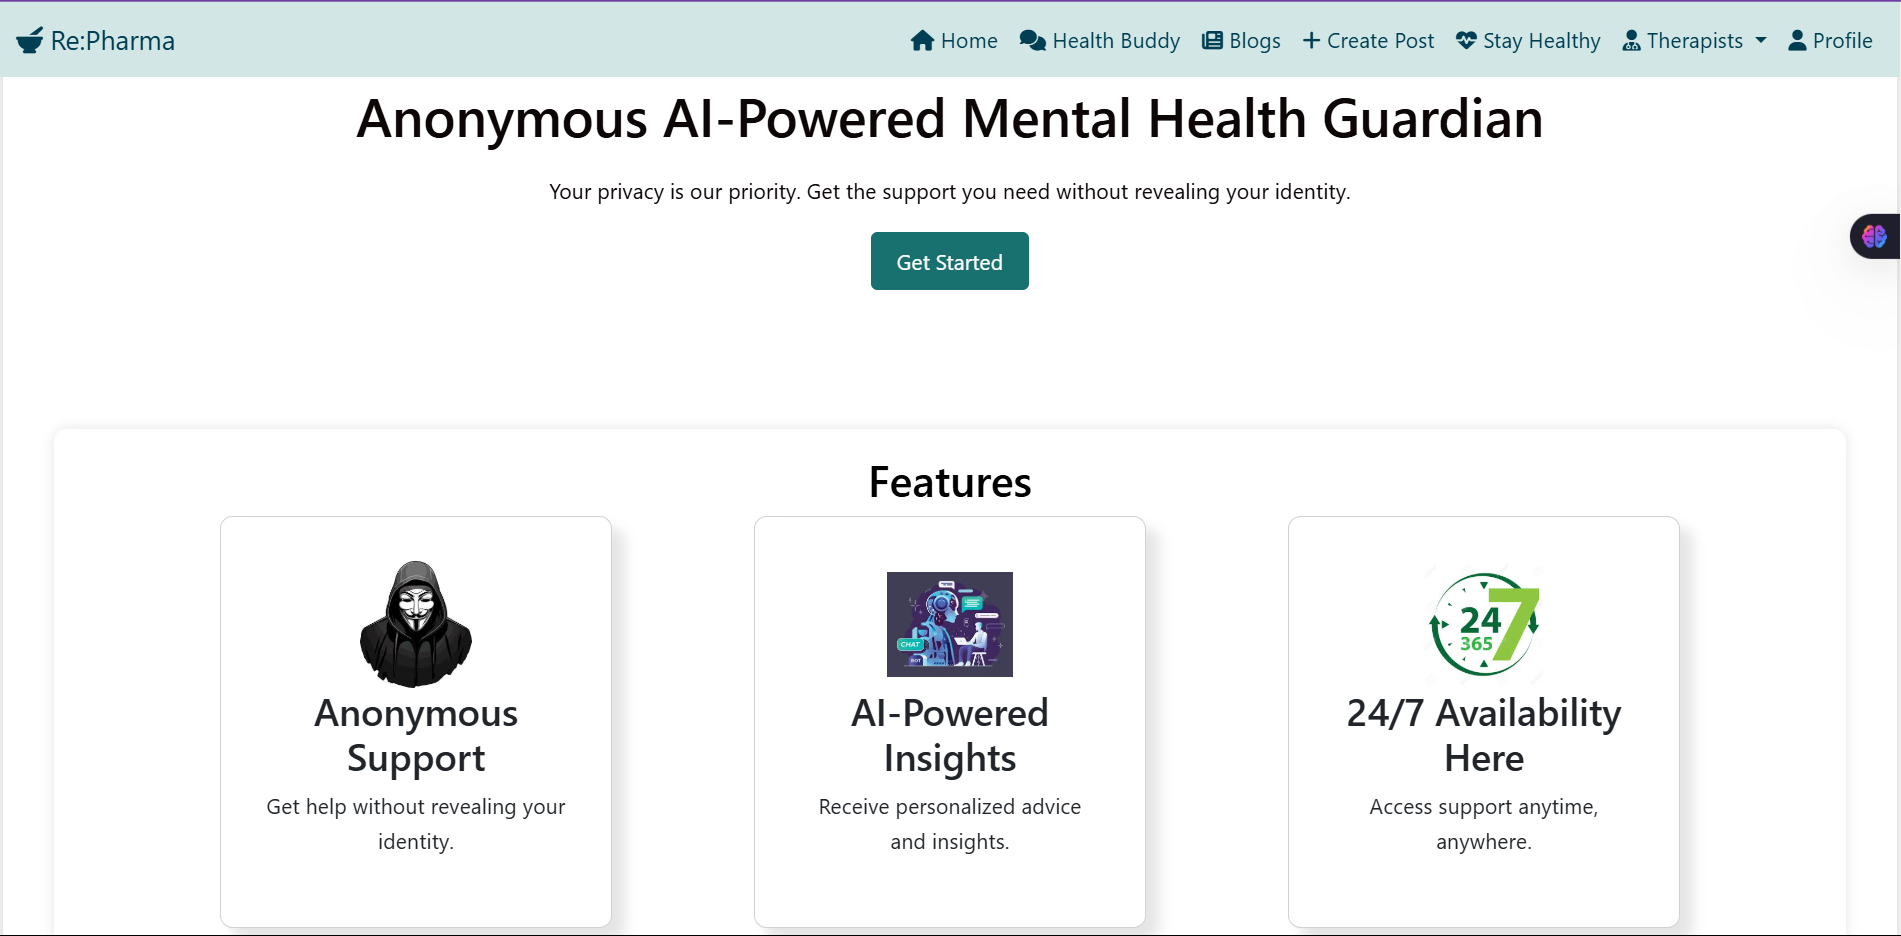 Re:Pharma
Home Health Buddy Blogs Create Post Stay Healthy Therapists Profile
Anonymous AI-Powered Mental Health Guardian
Your privacy is our priority. Get the support you need without revealing your identity.
Get Started
Features
Anonymous
Support
Get help without revealing your
identity.
CHAT
BOT
AI-Powered
Insights
Receive personalized advice
and insights.
24 7
365
24/7 Availability
Here
Access support anytime,
anywhere.